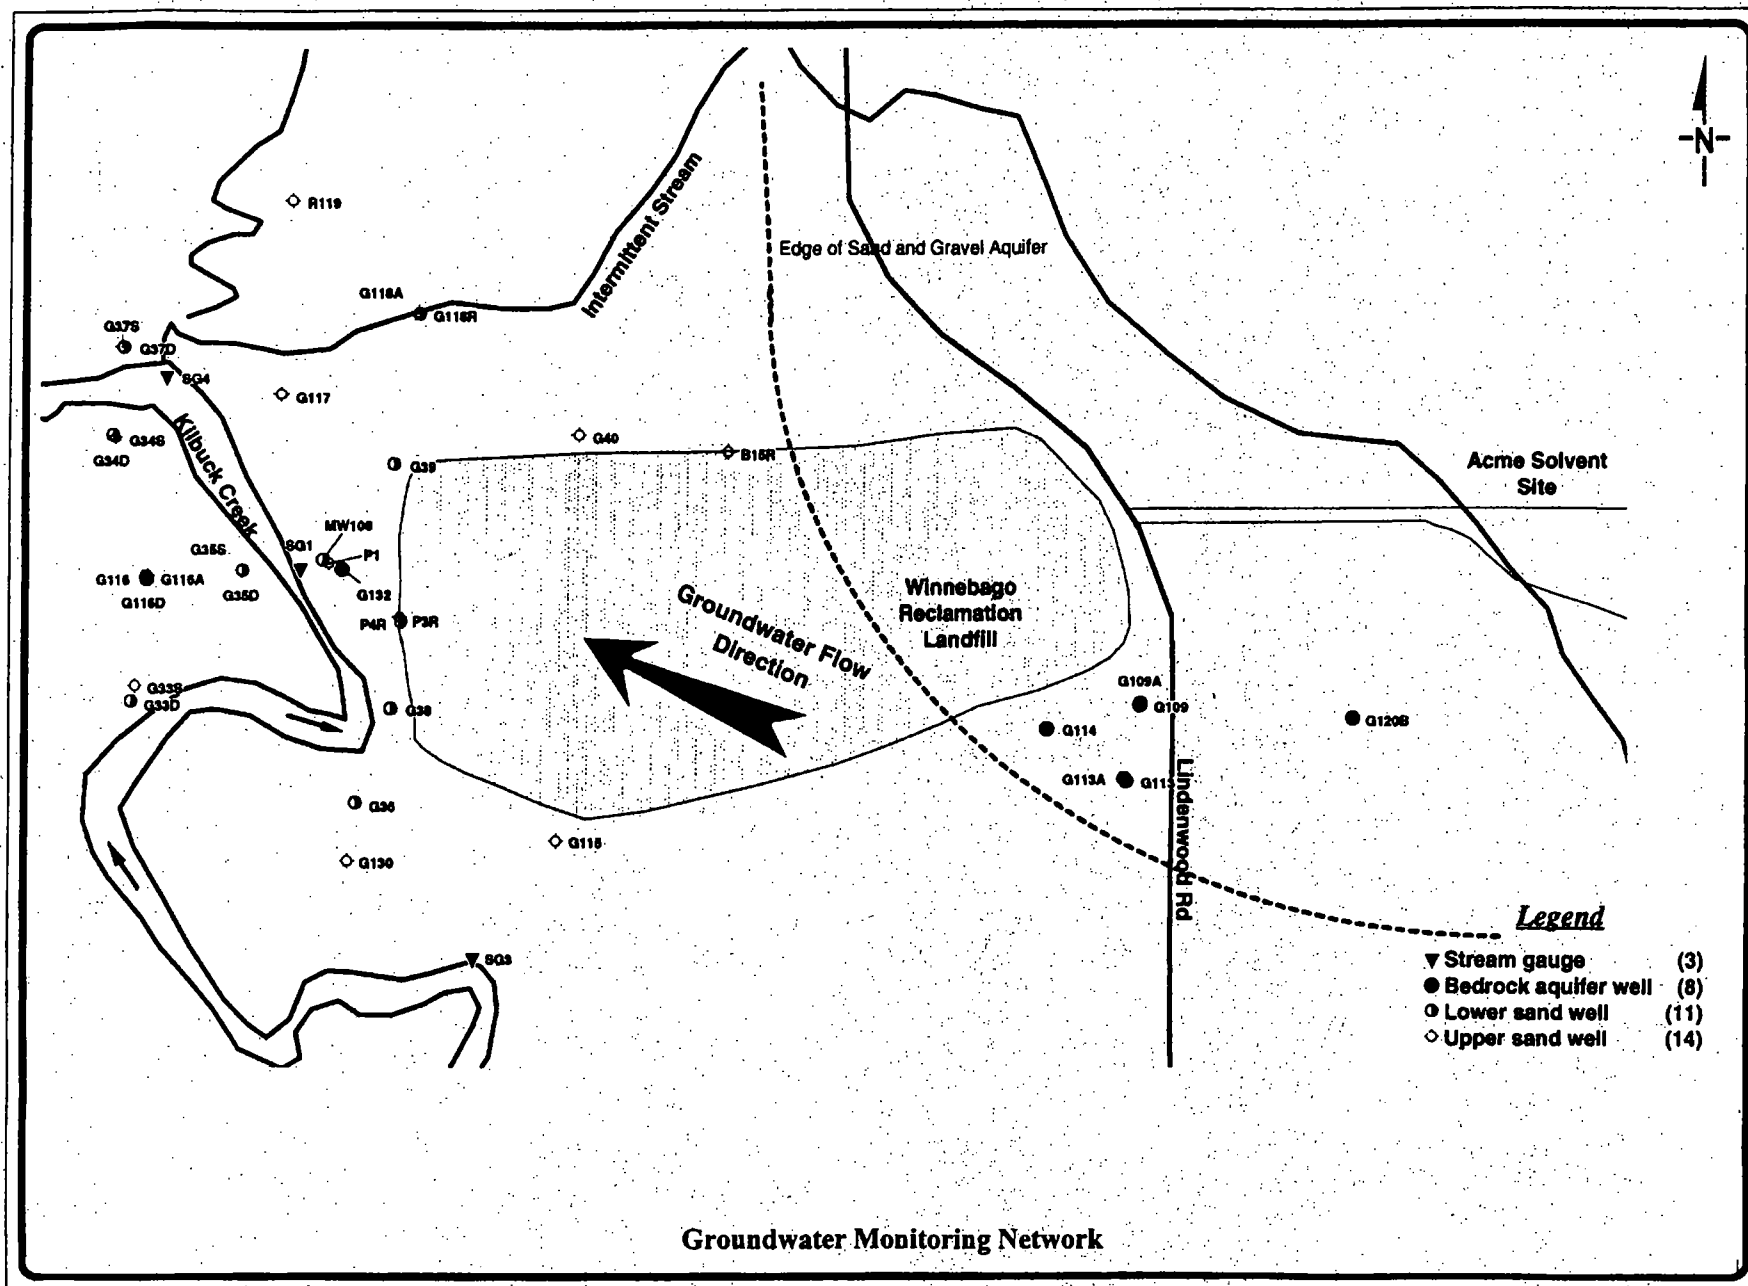 -N-
R119
Intermittent Stream
Edge of Sand and Gravel Aquifer
G118A
G118R
G37S
G37D
SG4
G117
G34S
G34D
Kilbuck Creek
G40
B15R
G39
Acme Solvent
Site
MW106
SG1
P1
G35S
G116
G116A
G116D
G35D
G132
P4R
P3R
Groundwater Flow
Direction
Winnebago
Reclamation
Landfill
G33S
G33D
G38
G109A
G109
G114
G120B
G113A
G36
G130
G115
Lindenwood Rd
SG3
Legend
Stream gauge (3)
Bedrock aquifer well (8)
Lower sand well (11)
Upper sand well (14)
Groundwater Monitoring Network